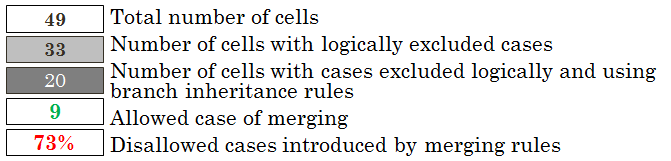 49 Total number of cells
33 Number of cells with logically excluded cases
20 Number of cells with cases excluded logically and using
branch inheritance rules
9 Allowed case of merging
73% Disallowed cases introduced by merging rules